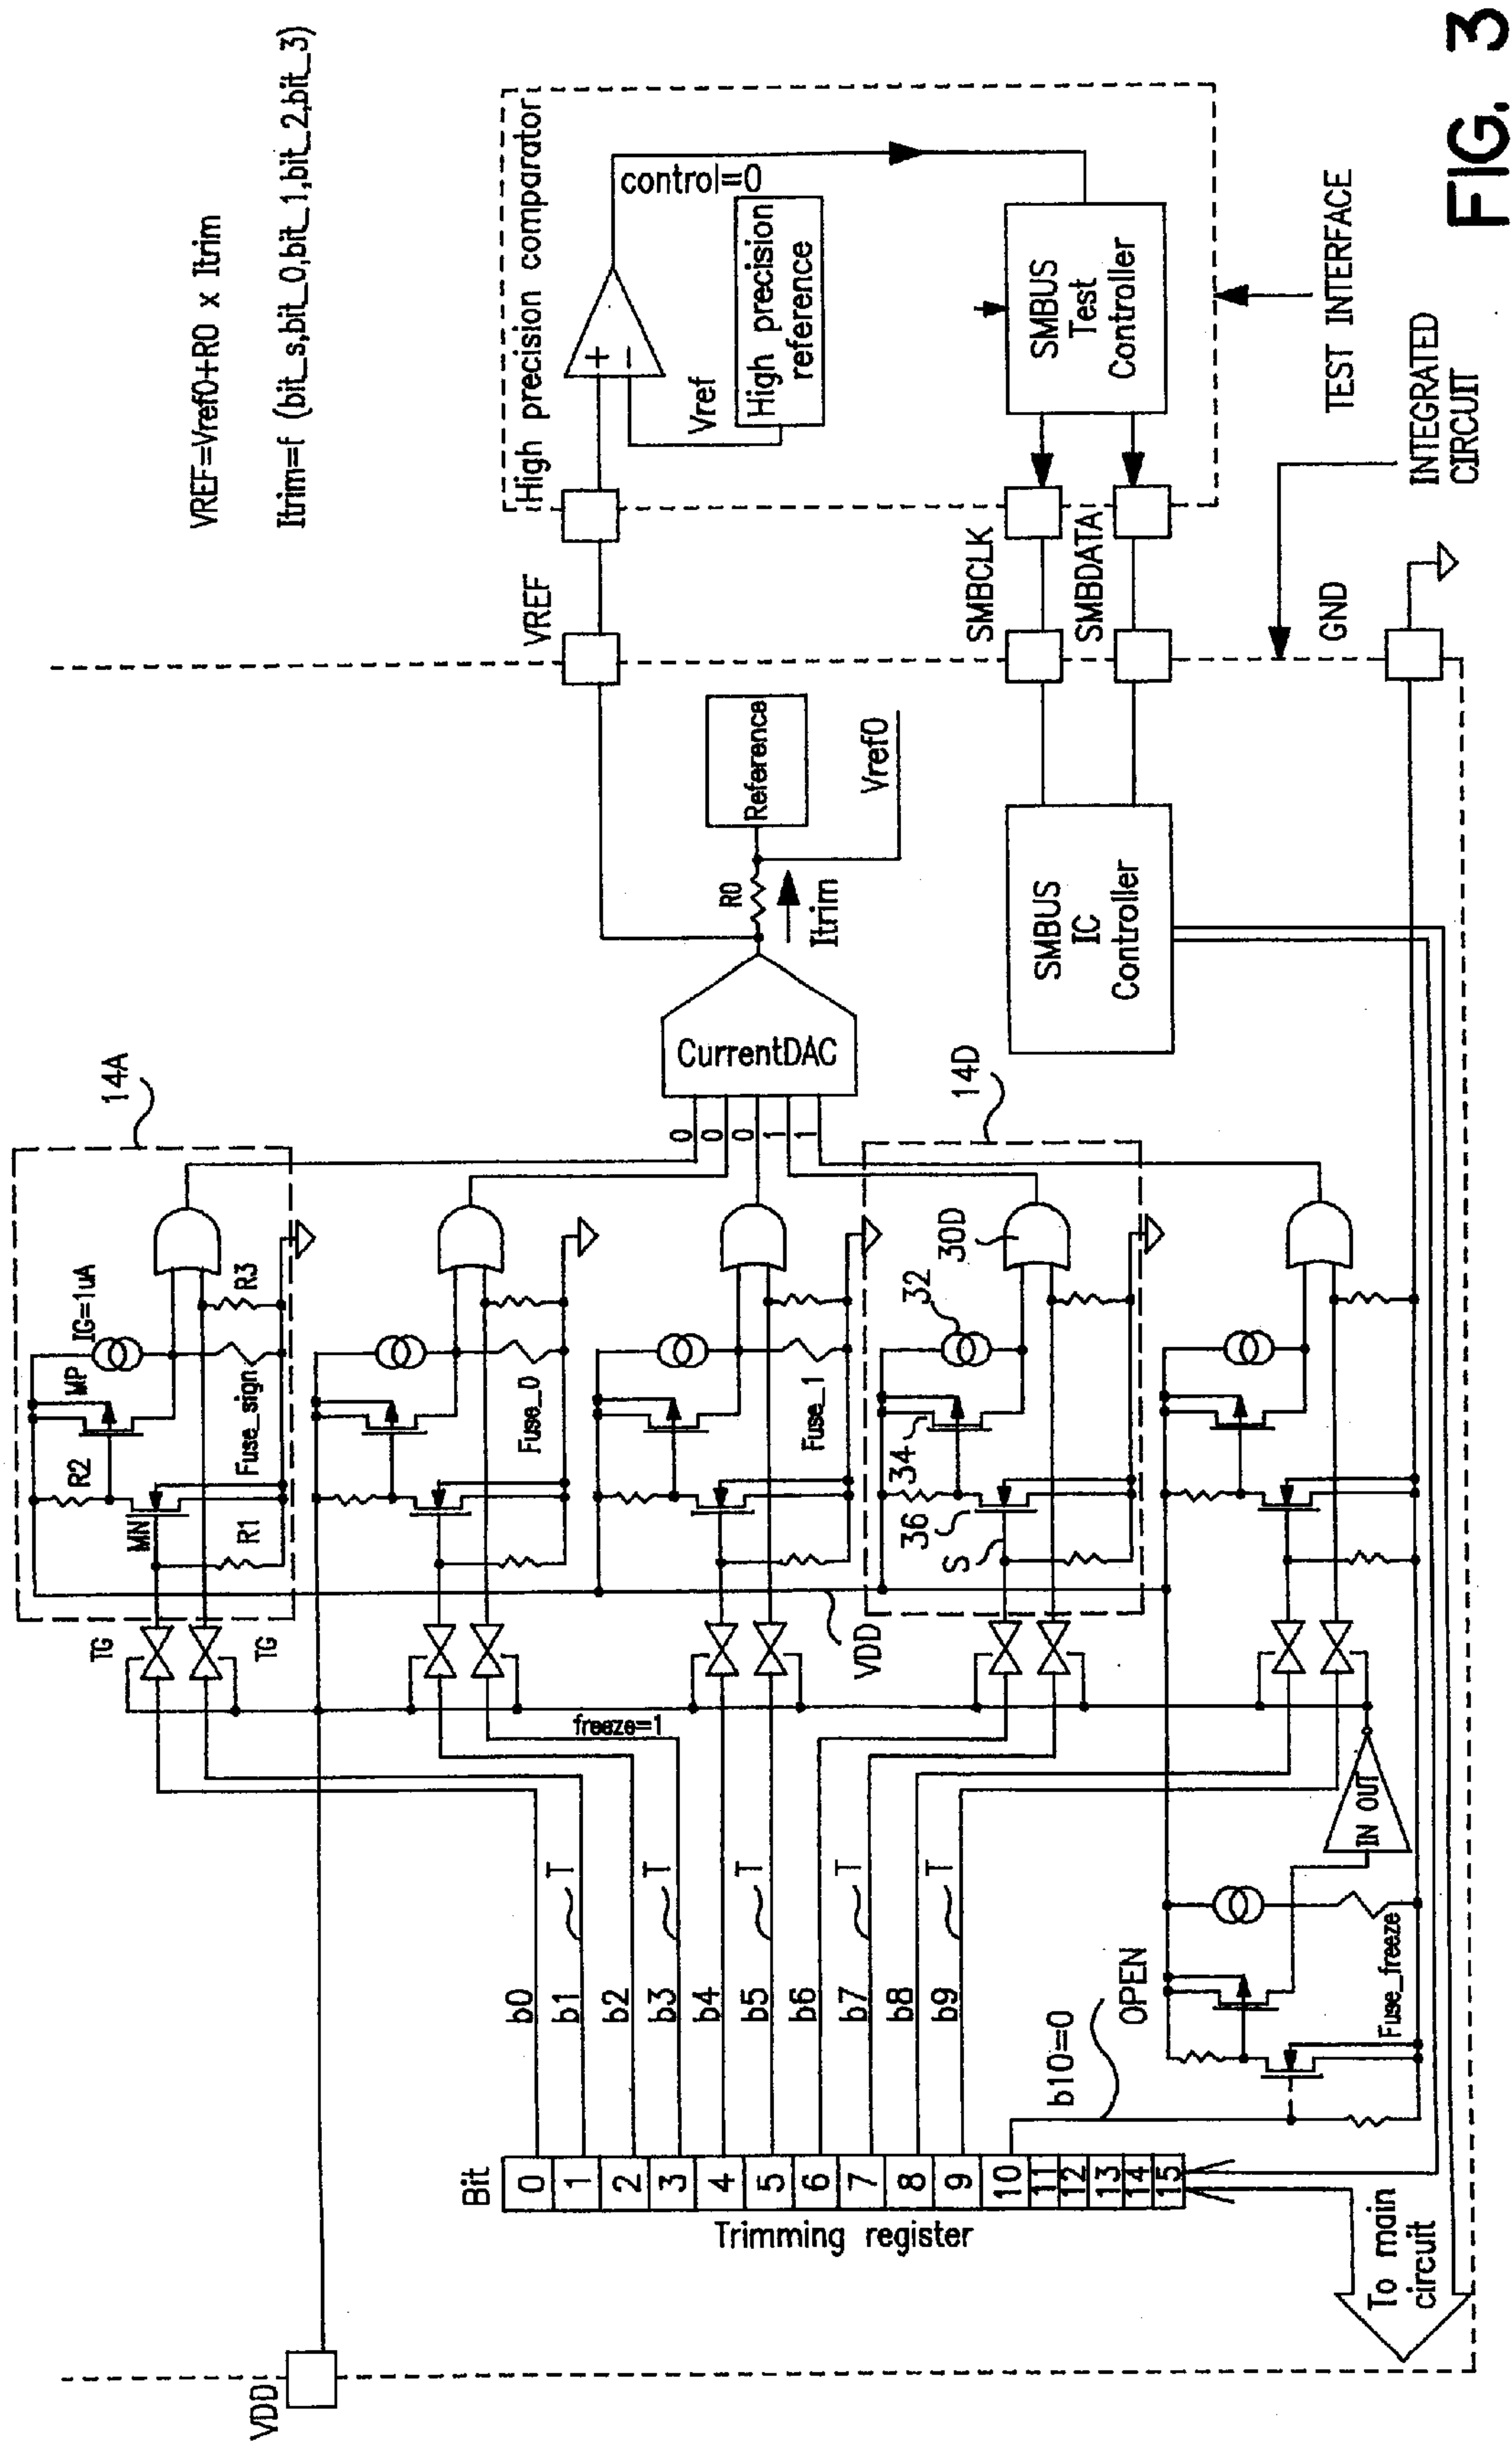 VREF=Vref0+R0 x Itrim
Itrim=f (bit_s,bit_0,bit_1,bit_2,bit_3)
14A
IG=1uA
MP
R2
MN
R1
Fuse_sign
R3
TG
TG
Fuse_0
Fuse_1
freeze=1
VDD
14D
30D
32
34
36
S
0
0
0
1
1
CurrentDAC
R0
Itrim
Reference
Vref0
VREF
High precision comparator
+
−
control=0
Vref
High precision
reference
SMBUS
Test
Controller
SMBCLK
SMBDATA
SMBUS
IC
Controller
TEST INTERFACE
INTEGRATED
CIRCUIT
GND
VDD
Bit
0
1
2
3
4
5
6
7
8
9
10
11
12
13
14
15
Trimming register
b0
b1
b2
b3
b4
b5
b6
b7
b8
b9
T
T
T
T
T
b10=0
OPEN
Fuse_freeze
IN OUT
To main
circuit
FIG. 3